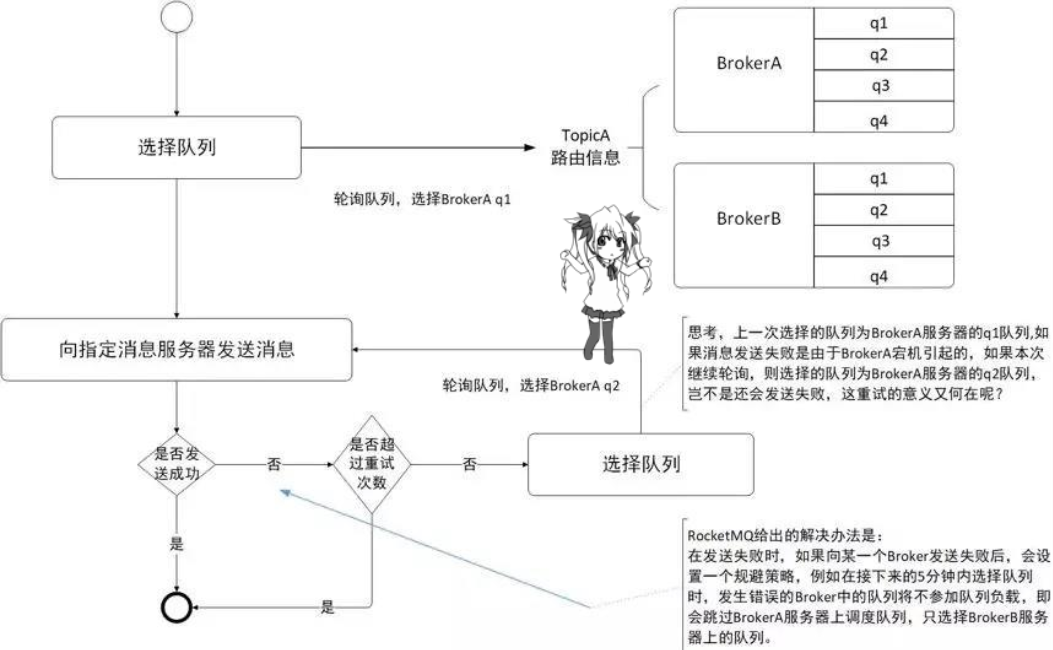 BrokerA
q1
q2
q3
q4
选择队列
TopicA
路由信息
轮询队列，选择BrokerA q1
BrokerB
q1
q2
q3
q4
向指定消息服务器发送消息
轮询队列，选择BrokerA q2
思考，上一次选择的队列为BrokerA服务器的q1队列,如
果消息发送失败是由于BrokerA宕机引起的，如果本次
继续轮询，则选择的队列为BrokerA服务器的q2队列，
岂不是还会发送失败，这重试的意义又何在呢？
是否发
送成功
否
是否超
过重试
次数
否
选择队列
是
是
RocketMQ给出的解决办法是：
在发送失败时，如果向某一个Broker发送失败后，会设
置一个规避策略，例如在接下来的5分钟内选择队列
时，发生错误的Broker中的队列将不参加队列负载，即
会跳过BrokerA服务器上调度队列，只选择BrokerB服务
器上的队列。